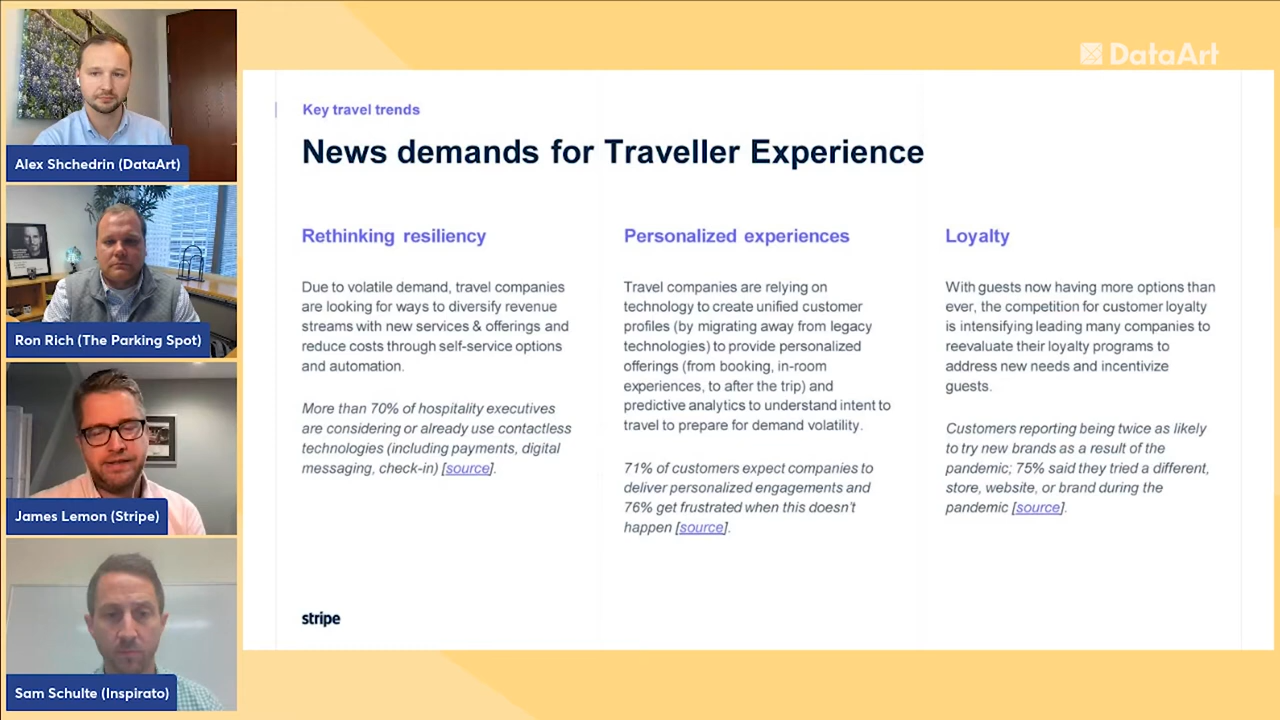 DataArt
Alex Shchedrin (DataArt)
Ron Rich (The Parking Spot)
James Lemon (Stripe)
Sam Schulte (Inspirato)
Key travel trends
News demands for Traveller Experience
Rethinking resiliency
Due to volatile demand, travel companies
are looking for ways to diversify revenue
streams with new services & offerings and
reduce costs through self-service options
and automation.
More than 70% of hospitality executives
are considering or already use contactless
technologies (including payments, digital
messaging, check-in) [source].
Personalized experiences
Travel companies are relying on
technology to create unified customer
profiles (by migrating away from legacy
technologies) to provide personalized
offerings (from booking, in-room
experiences, to after the trip) and
predictive analytics to understand intent to
travel to prepare for demand volatility.
71% of customers expect companies to
deliver personalized engagements and
76% get frustrated when this doesn't
happen [source].
Loyalty
With guests now having more options than
ever, the competition for customer loyalty
is intensifying leading many companies to
reevaluate their loyalty programs to
address new needs and incentivize
guests.
Customers reporting being twice as likely
to try new brands as a result of the
pandemic; 75% said they tried a different,
store, website, or brand during the
pandemic [source].
stripe